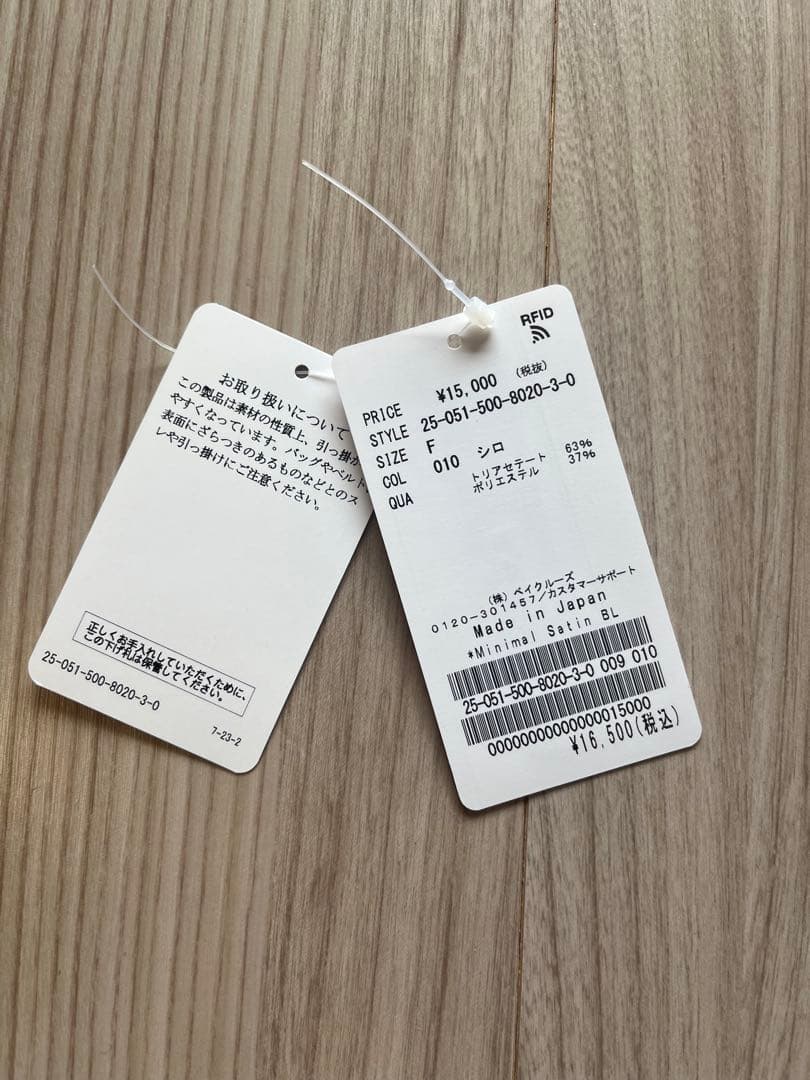 お取り扱いについて
この製品は素材の性質上、引っ掛か
やすくなっています。バッグやベルト、
表面にざらつきのあるものなどとのス
レや引っ掛けにご注意ください。
正しくお手入れしていただくために、
この下げ札は保管してください。
25-051-500-8020-3-0
7-23-2
RFID
PRICE ¥15,000 (税抜)
STYLE 25-051-500-8020-3-0
SIZE F
COL 010 シロ
QUA トリアセテート 63%
ポリエステル 37%
(株) ベイクルーズ
0120-301457/カスタマーサポート
Made in Japan
*Minimal Satin BL
25-051-500-8020-3-0 009 010
0000000000000015000
¥16,500(税込)